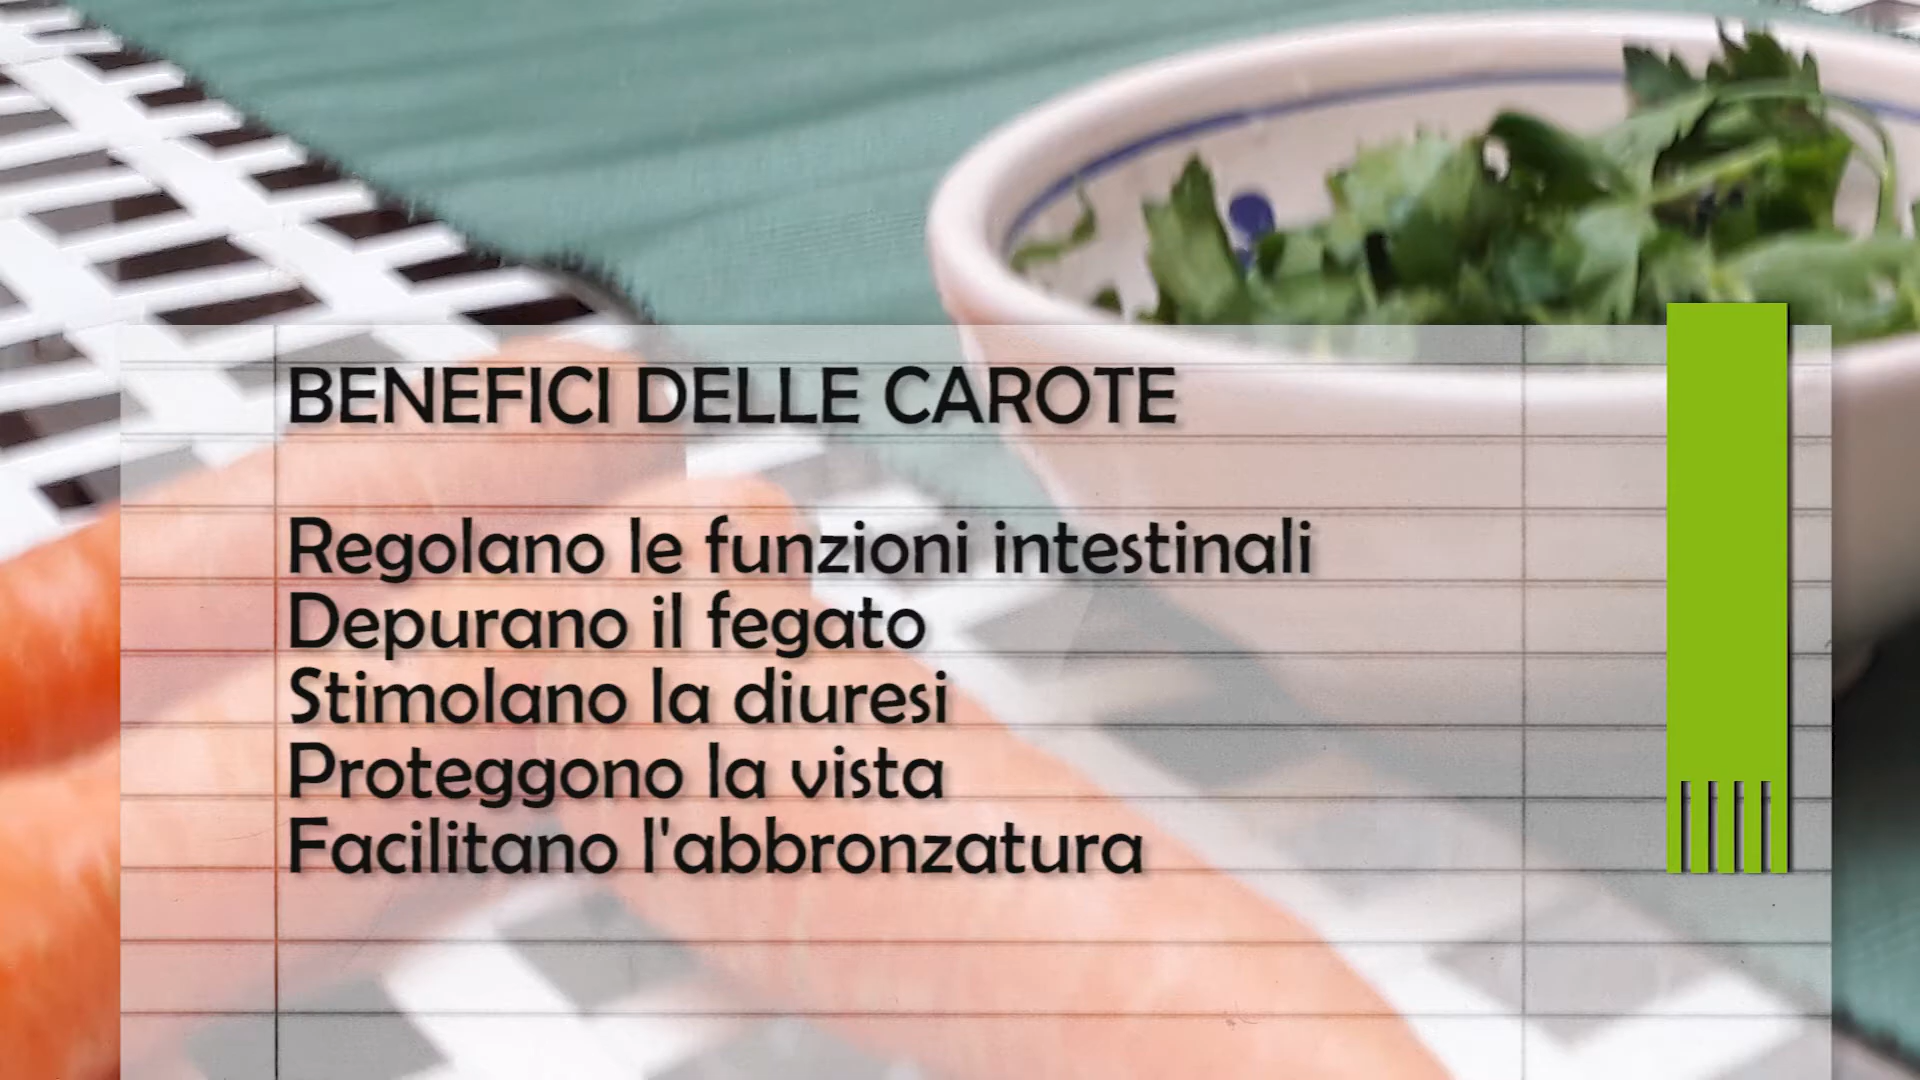 BENEFICI DELLE CAROTE
Regolano le funzioni intestinali
Depurano il fegato
Stimolano la diuresi
Proteggono la vista
Facilitano l'abbronzatura